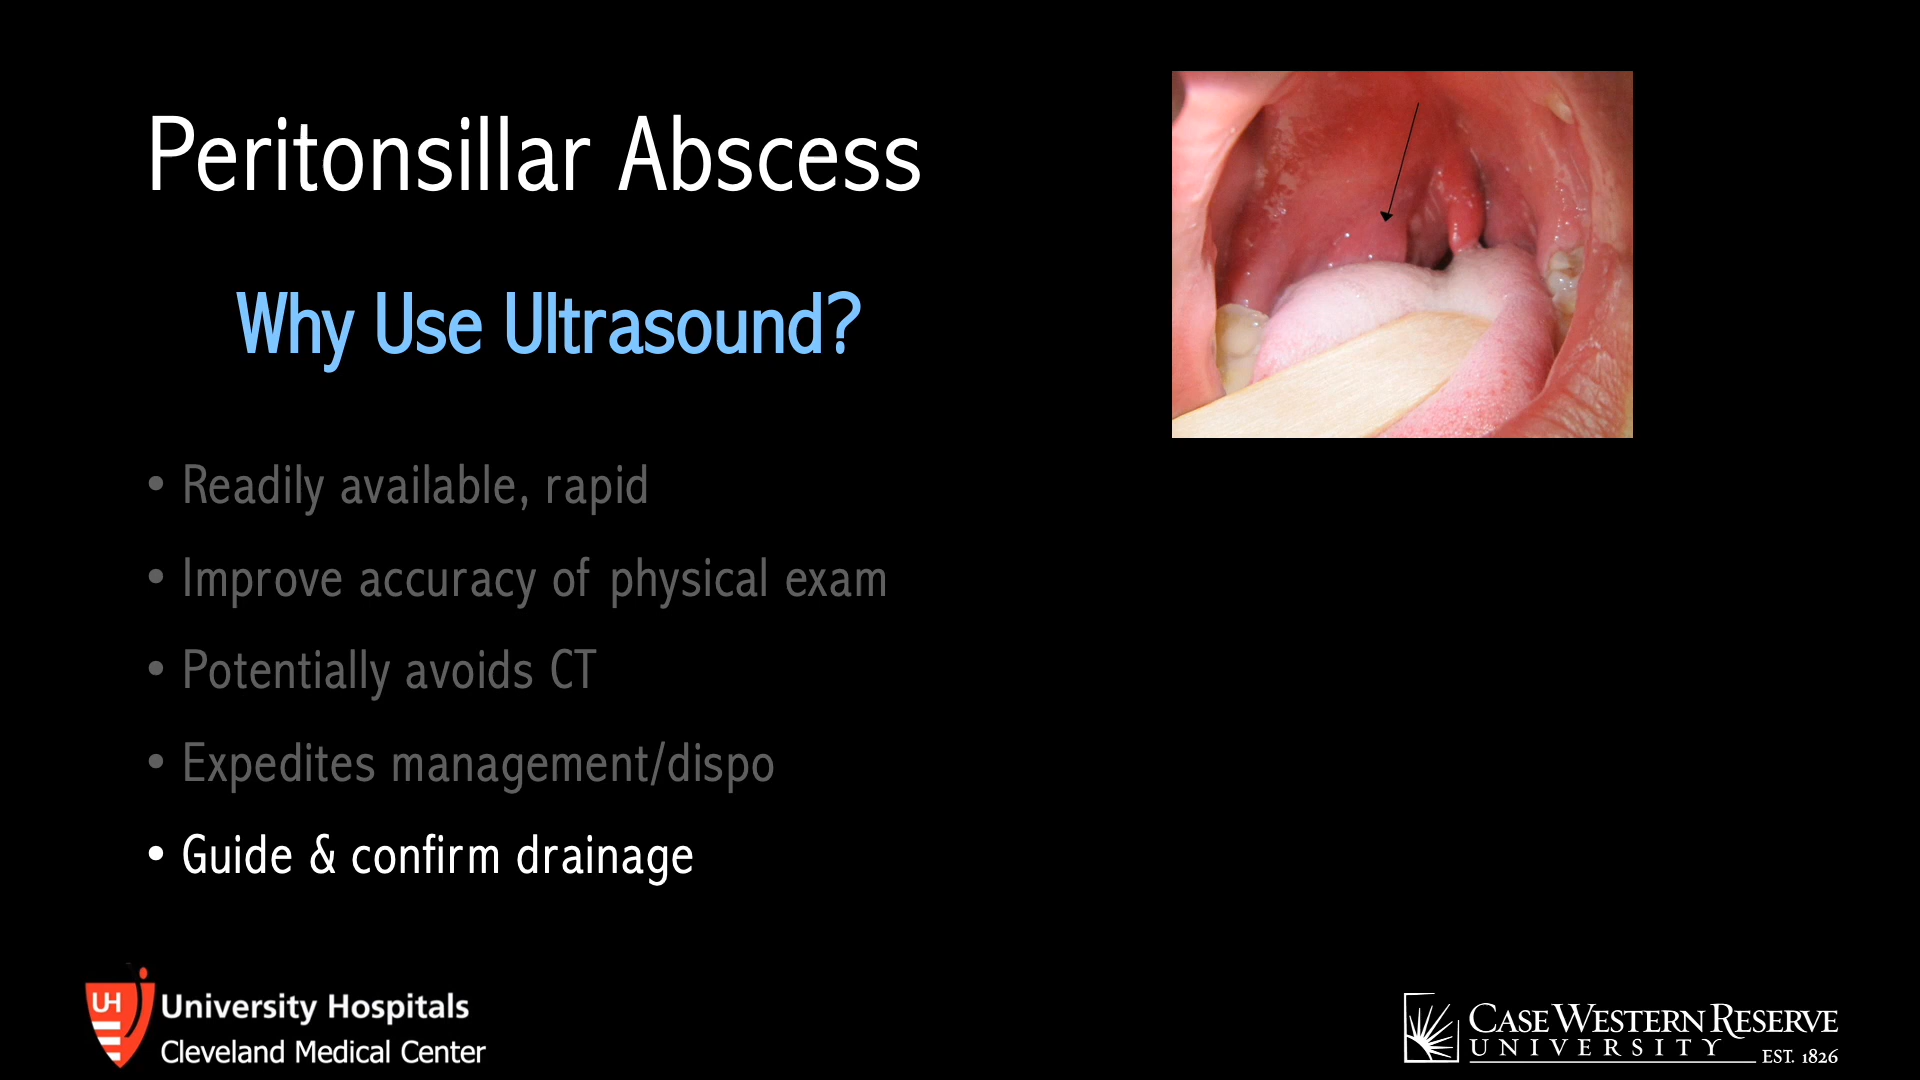 Peritonsillar Abscess
Why Use Ultrasound?
• Readily available, rapid
• Improve accuracy of physical exam
• Potentially avoids CT
• Expedites management/dispo
• Guide & confirm drainage
UH
University Hospitals
Cleveland Medical Center
CASE WESTERN RESERVE
UNIVERSITY
EST. 1826